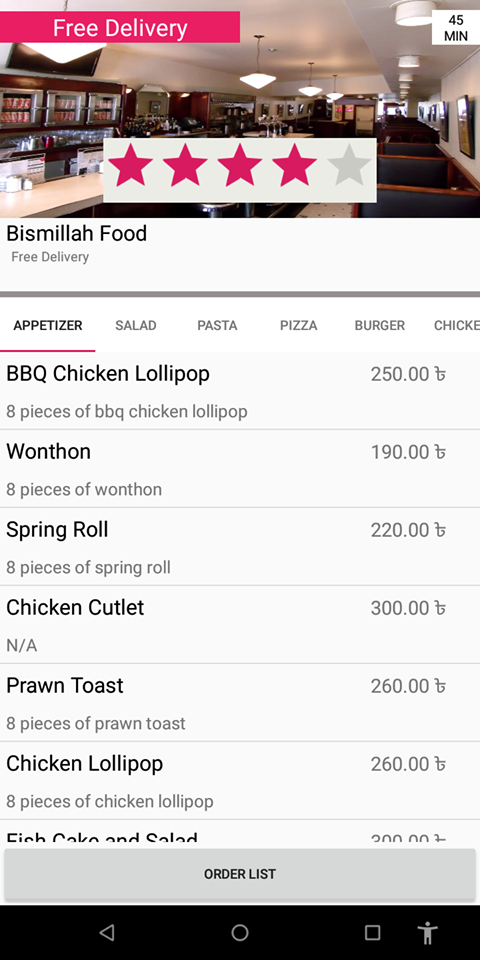 Free Delivery
45
MIN
Bismillah Food
Free Delivery
APPETIZER SALAD PASTA PIZZA BURGER CHICKE
BBQ Chicken Lollipop 250.00 ৳
8 pieces of bbq chicken lollipop
Wonthon 190.00 ৳
8 pieces of wonthon
Spring Roll 220.00 ৳
8 pieces of spring roll
Chicken Cutlet 300.00 ৳
N/A
Prawn Toast 260.00 ৳
8 pieces of prawn toast
Chicken Lollipop 260.00 ৳
8 pieces of chicken lollipop
Fish Cake and Salad 300.00 ৳
ORDER LIST